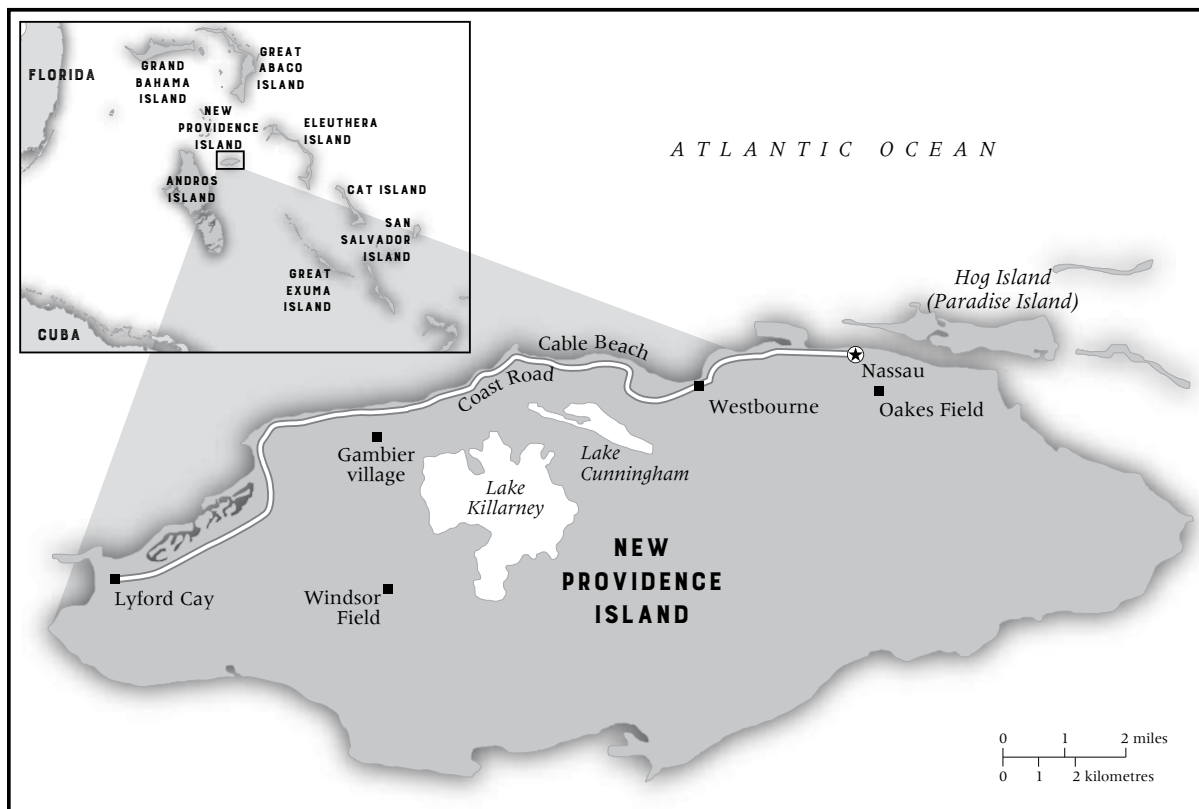 FLORIDA
GRAND
BAHAMA
ISLAND
GREAT
ABACO
ISLAND
NEW
PROVIDENCE
ISLAND
ELEUTHERA
ISLAND
ANDROS
ISLAND
CAT ISLAND
SAN
SALVADOR
ISLAND
GREAT
EXUMA
ISLAND
CUBA
ATLANTIC OCEAN
Hog Island
(Paradise Island)
Cable Beach
Coast Road
Nassau
Westbourne
Oakes Field
Gambier
village
Lake
Cunningham
Lake
Killarney
NEW
PROVIDENCE
ISLAND
Lyford Cay
Windsor
Field
0 1 2 miles
0 1 2 kilometres